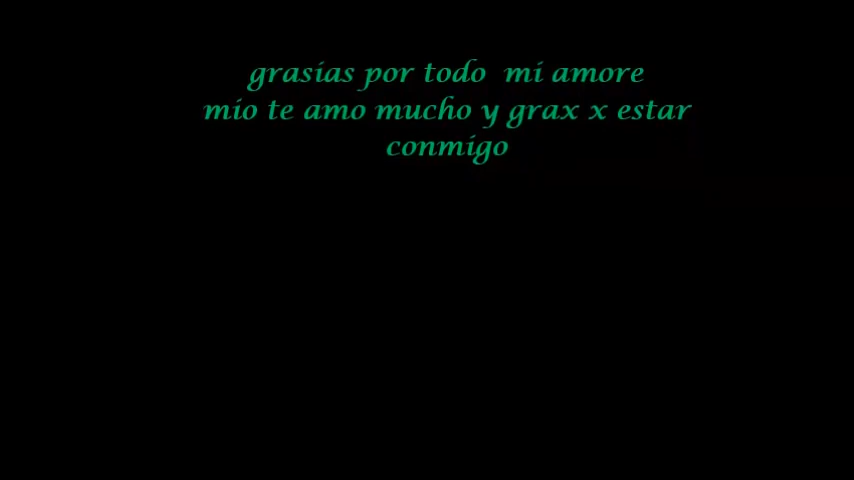 grasias por todo  mi amore
mio te amo mucho y grax x estar
conmigo